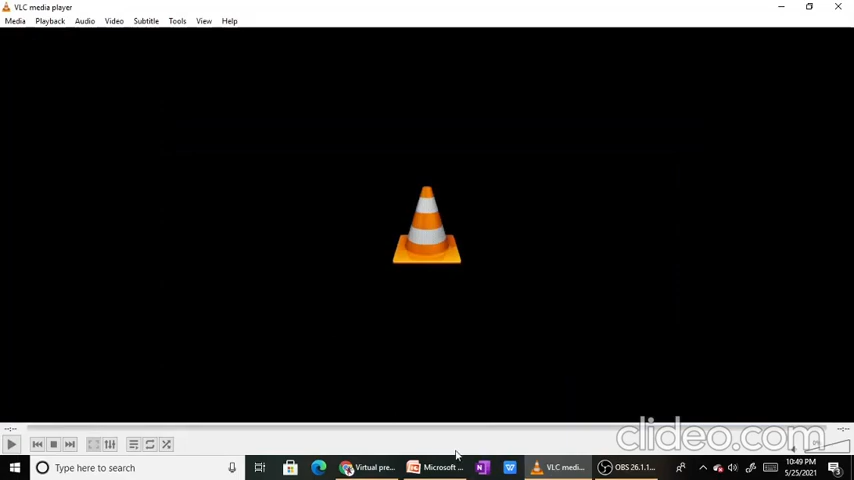 VLC media player
Media Playback Audio Video Subtitle Tools View Help
--:-- --:--
clideo.com
Type here to search
Virtual pre...
Microsoft ...
VLC medi...
OBS 26.1.1...
10:49 PM
5/25/2021
3